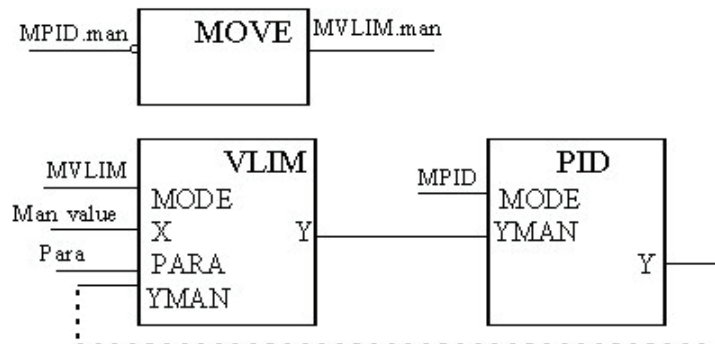 MPID.man MOVE MVLIM.man
VLIM PID
MVLIM MPID
MODE MODE
Man value X Y YMAN
Para PARA Y
YMAN